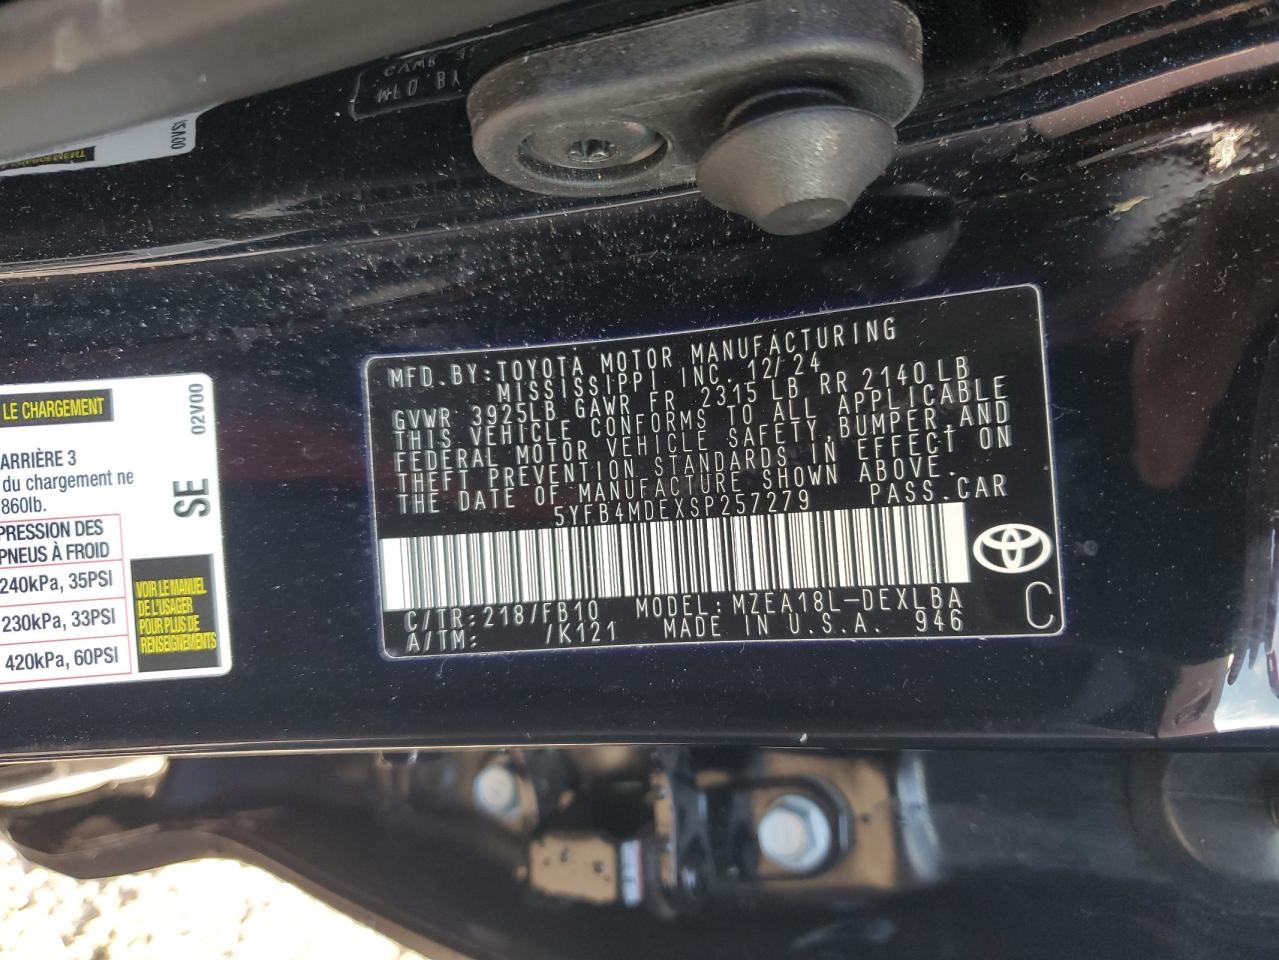 MFD.BY:TOYOTA MOTOR MANUFACTURING
MISSISSIPPI INC.12/24
GVWR 3925LB GAWR FR 2315 LB RR 2140LB
THIS VEHICLE CONFORMS TO ALL APPLICABLE
FEDERAL MOTOR VEHICLE SAFETY,BUMPER,AND
THEFT PREVENTION STANDARDS IN EFFECT ON
THE DATE OF MANUFACTURE SHOWN ABOVE.
5YFB4MDEXSP257279 PASS.CAR
C/TR:218/FB10 MODEL:MZEA18L-DEXLBA
A/TM: /K121 MADE IN U.S.A. 946
C
LE CHARGEMENT
02V00
ARRIÈRE 3
du chargement ne
860lb.
SE
PRESSION DES
PNEUS À FROID
240kPa, 35PSI
230kPa, 33PSI
420kPa, 60PSI
VOIR LE MANUEL
DE L'USAGER
POUR PLUS DE
RENSEIGNEMENTS